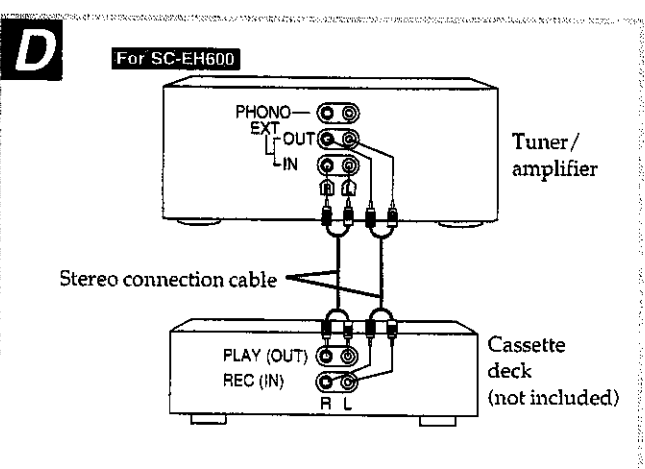 D
For SC-EH600
PHONO
EXT
OUT
IN
R L
Tuner/
amplifier
Stereo connection cable
PLAY (OUT)
REC (IN)
R L
Cassette
deck
(not included)